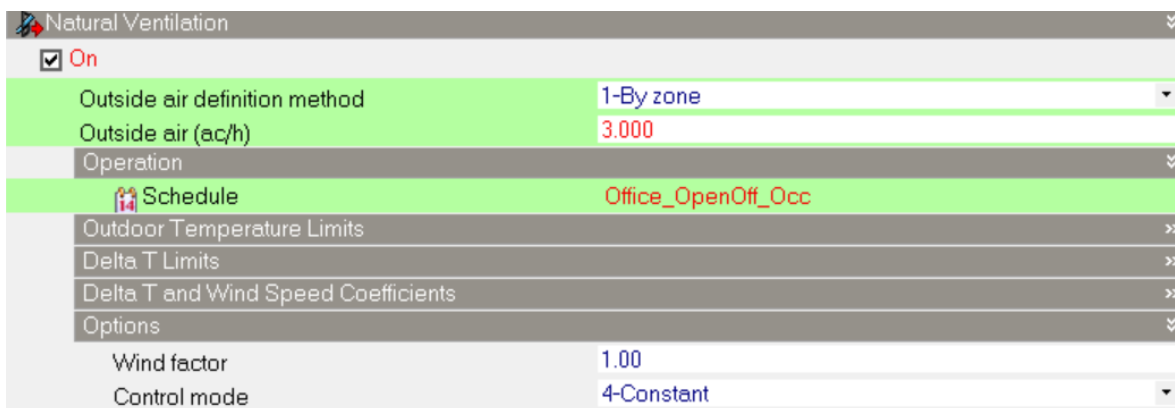 Natural Ventilation
On
Outside air definition method 1-By zone
Outside air (ac/h) 3.000
Operation
14 Schedule Office_OpenOff_Occ
Outdoor Temperature Limits
Delta T Limits
Delta T and Wind Speed Coefficients
Options
Wind factor 1.00
Control mode 4-Constant